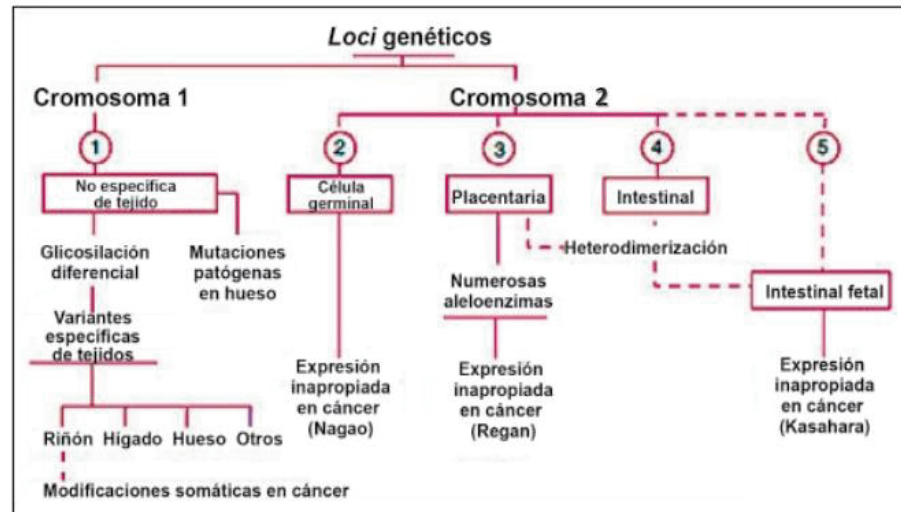 Loci genéticos
Cromosoma 1
Cromosoma 2
1
2
3
4
5
No específica
de tejido
Célula
germinal
Placentaria
Intestinal
Glicosilación
diferencial
Mutaciones
patógenas
en hueso
Heterodimerización
Numerosas
aleloenzimas
Intestinal fetal
Variantes
específicas
de tejidos
Expresión
inapropiada
en cáncer
(Nagao)
Expresión
inapropiada
en cáncer
(Regan)
Expresión
inapropiada
en cáncer
(Kasahara)
Riñón Hígado Hueso Otros
Modificaciones somáticas en cáncer